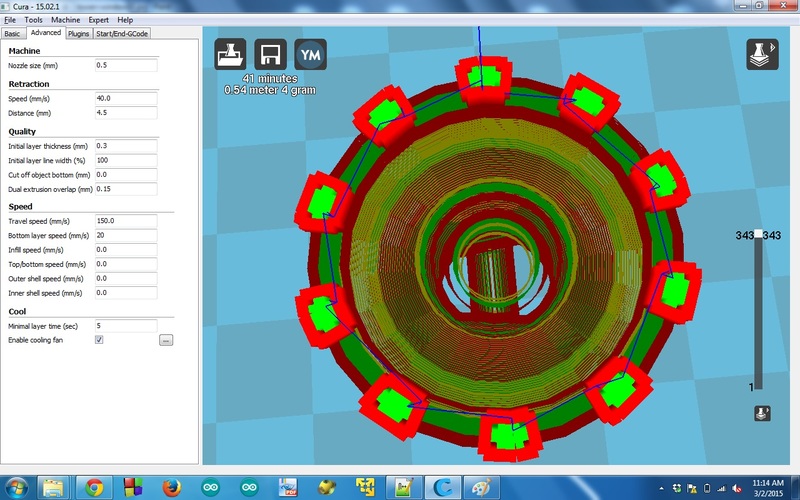 Cura - 15.02.1
File Tools Machine Expert Help
Basic Advanced Plugins Start/End-GCode
Machine
Nozzle size (mm) 0.5
Retraction
Speed (mm/s) 40.0
Distance (mm) 4.5
Quality
Initial layer thickness (mm) 0.3
Initial layer line width (%) 100
Cut off object bottom (mm) 0.0
Dual extrusion overlap (mm) 0.15
Speed
Travel speed (mm/s) 150.0
Bottom layer speed (mm/s) 20
Infill speed (mm/s) 0.0
Top/bottom speed (mm/s) 0.0
Outer shell speed (mm/s) 0.0
Inner shell speed (mm/s) 0.0
Cool
Minimal layer time (sec) 5
Enable cooling fan ...
YM
41 minutes
0.54 meter 4 gram
343 343
1
PDF
11:14 AM
3/2/2015